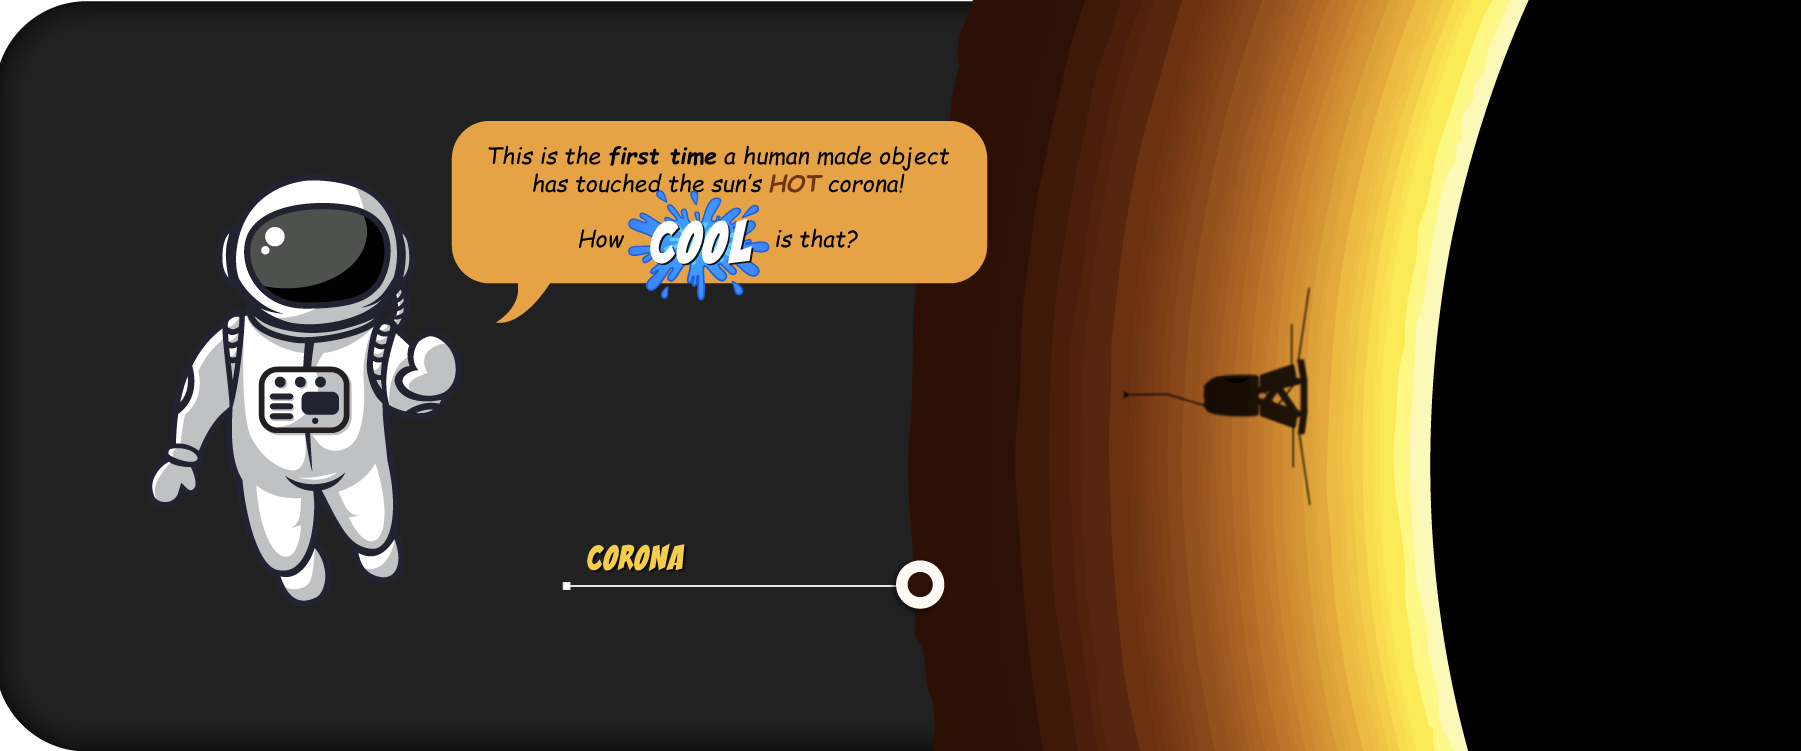 This is the first time a human made object
has touched the sun's HOT corona!
How COOL is that?
CORONA